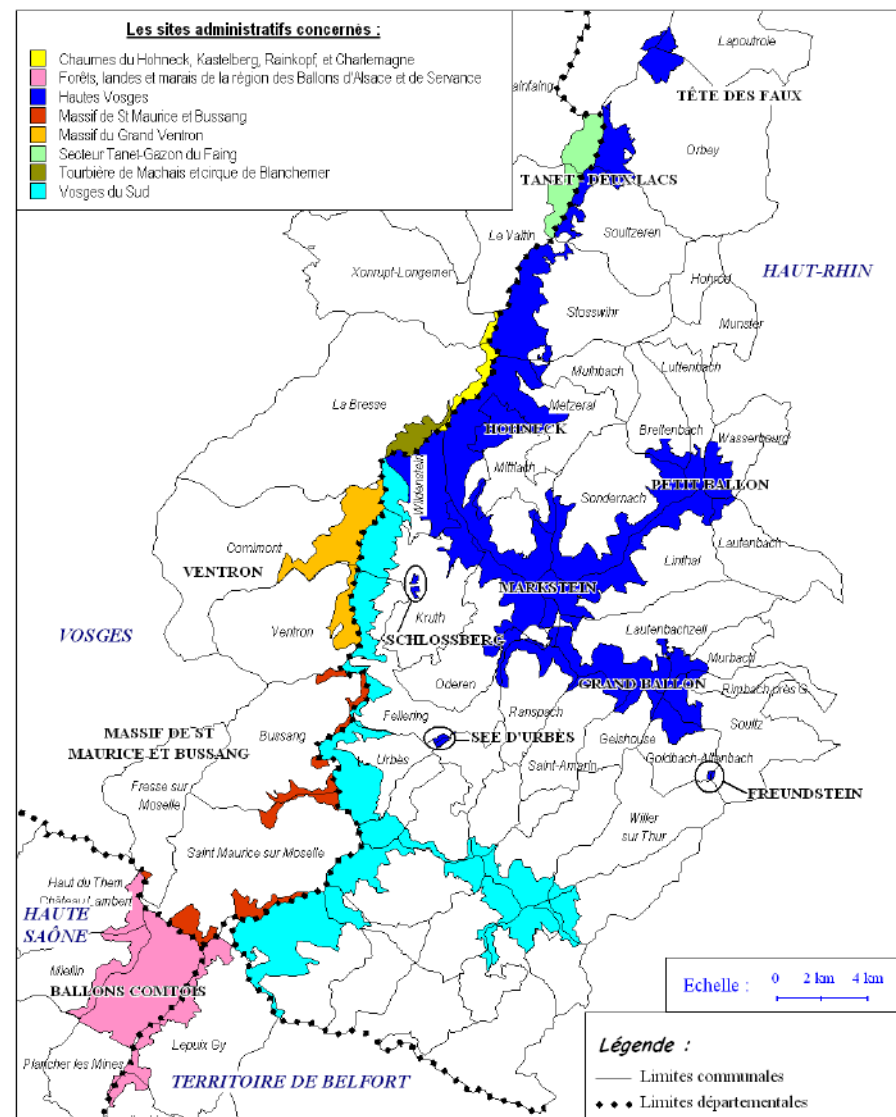 Les sites administratifs concernés :
Chaumes du Hohneck, Kastelberg, Rainkopf, et Charlemagne
Forêts, landes et marais de la région des Ballons d'Alsace et de Servance
Hautes Vosges
Massif de St Maurice et Bussang
Massif du Grand Ventron
Secteur Tanet-Gazon du Faing
Tourbière de Machais et cirque de Blanchemer
Vosges du Sud
Lapoutroie
TÊTE DES FAUX
Orbey
TANET - DEUX LACS
Le Valtin
Soultzeren
Xonrupt-Longemer
HAUT-RHIN
Hohrod
Stosswihr
Munster
Muhlbach
Luttenbach
La Bresse
Metzeral
HOHNECK
Breitenbach
Wasserbourg
Mittlach
Wildenstein
PETIT BALLON
Sondernach
Cornimont
Lautenbach
Linthal
VENTRON
MARKSTEIN
Kruth
Ventron
VOSGES
SCHLOSSBERG
Lautenbachzell
Murbach
Oderen
GRAND BALLON
Rimbach près G.
Ranspach
Fellering
Soultz
MASSIF DE ST
MAURICE ET BUSSANG
Bussang
SEE D'URBÈS
Geishouse
Urbès
Saint-Amarin
Goldbach-Altenbach
Fresse sur
Moselle
FREUNDSTEIN
Willer
sur Thur
Saint Maurice sur Moselle
Haut du Them
Château Lambert
HAUTE
SAÔNE
Miellin
BALLONS COMTOIS
Echelle :
0 2 km 4 km
Lepuix Gy
Plancher les Mines
TERRITOIRE DE BELFORT
Légende :
Limites communales
Limites départementales